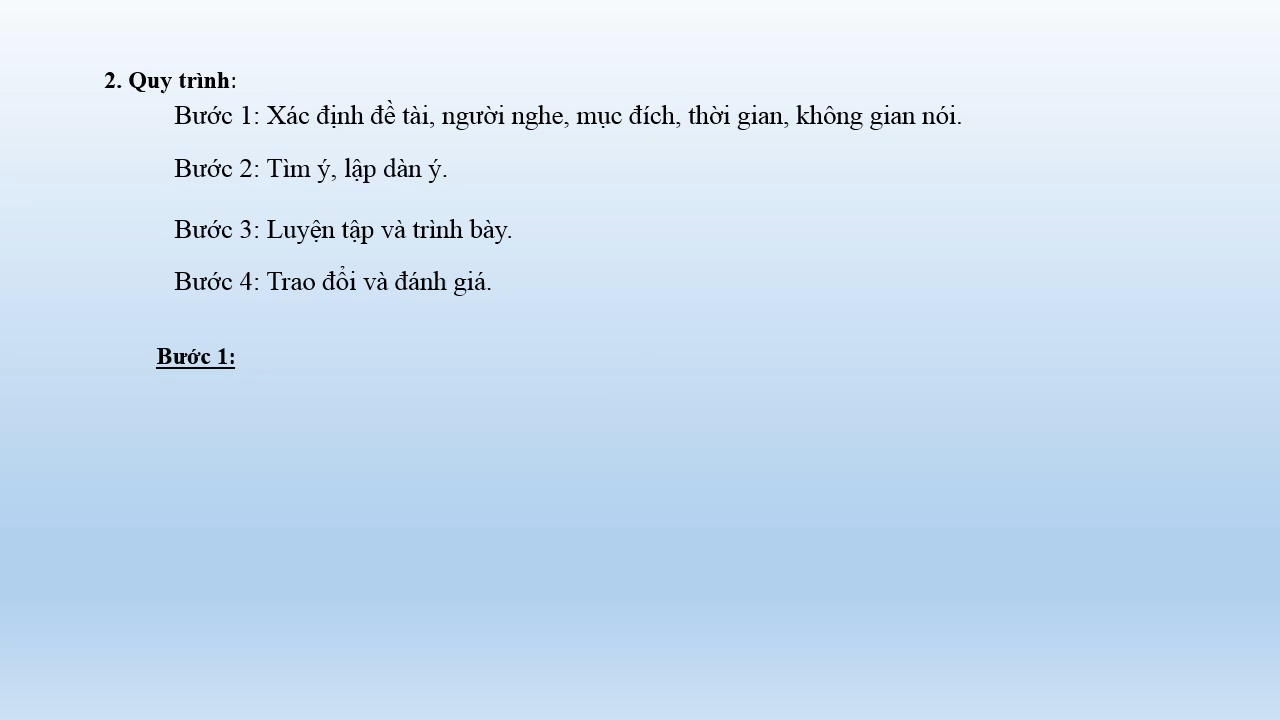 2. Quy trình:
Bước 1: Xác định đề tài, người nghe, mục đích, thời gian, không gian nói.
Bước 2: Tìm ý, lập dàn ý.
Bước 3: Luyện tập và trình bày.
Bước 4: Trao đổi và đánh giá.
Bước 1: